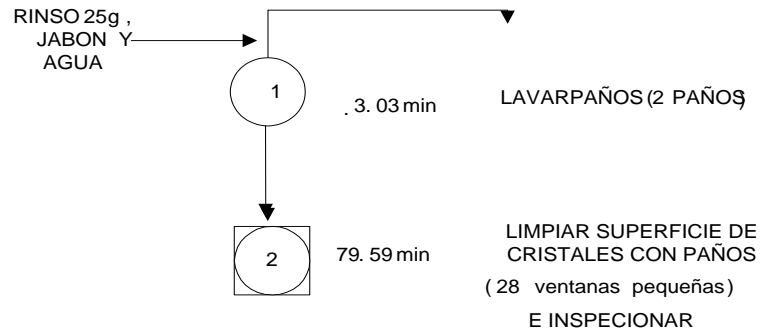 RINSO 25g ,
JABON Y
AGUA
1
. 3. 03 min
LAVARPAÑOS (2 PAÑOS)
2
79. 59 min
LIMPIAR SUPERFICIE DE
CRISTALES CON PAÑOS
( 28 ventanas pequeñas)
E INSPECIONAR